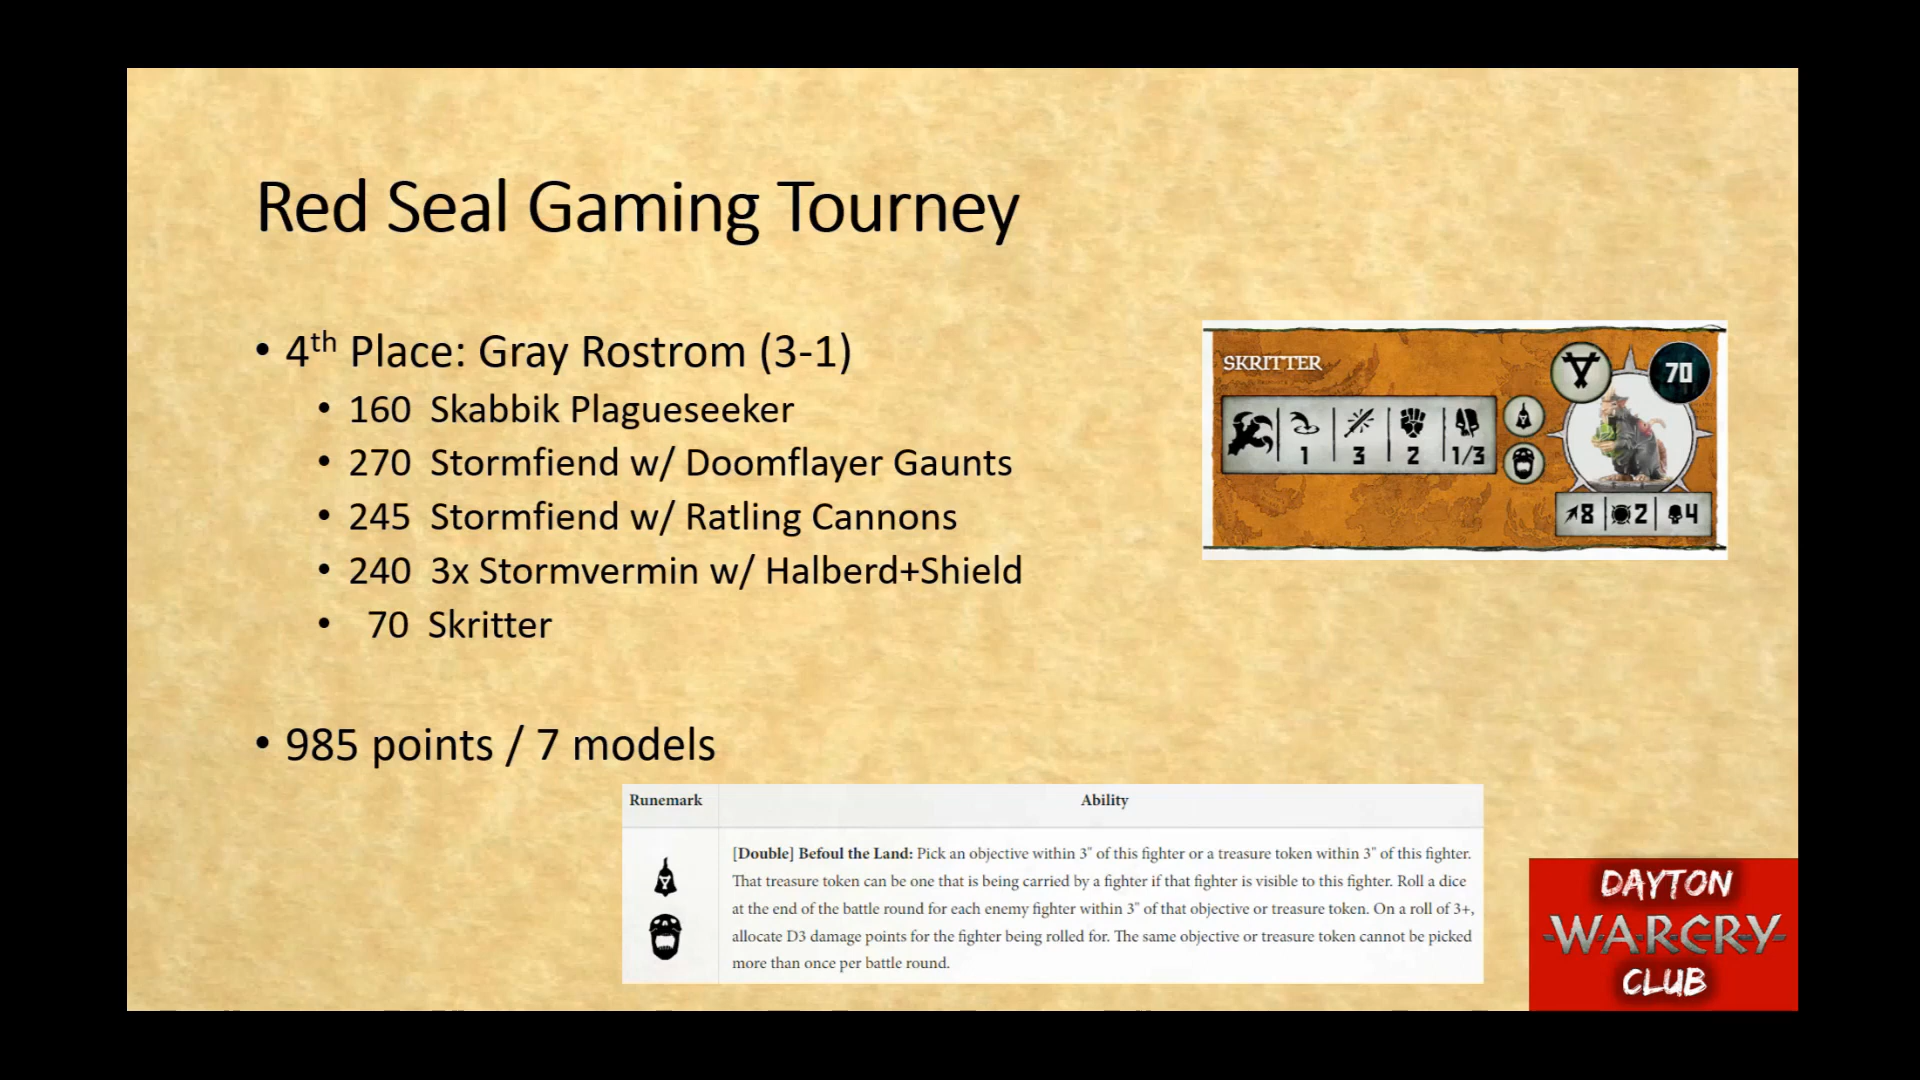 Red Seal Gaming Tourney
• 4th Place: Gray Rostrom (3-1)
• 160 Skabbik Plagueseeker
• 270 Stormfiend w/ Doomflayer Gaunts
• 245 Stormfiend w/ Ratling Cannons
• 240 3x Stormvermin w/ Halberd+Shield
• 70 Skritter
• 985 points / 7 models
SKRITTER
70
1 3 2 1/3
8 2 4
Runemark Ability
[Double] Befoul the Land: Pick an objective within 3" of this fighter or a treasure token within 3" of this fighter.
That treasure token can be one that is being carried by a fighter if that fighter is visible to this fighter. Roll a dice
at the end of the battle round for each enemy fighter within 3" of that objective or treasure token. On a roll of 3+,
allocate D3 damage points for the fighter being rolled for. The same objective or treasure token cannot be picked
more than once per battle round.
DAYTON
WARCRY
CLUB